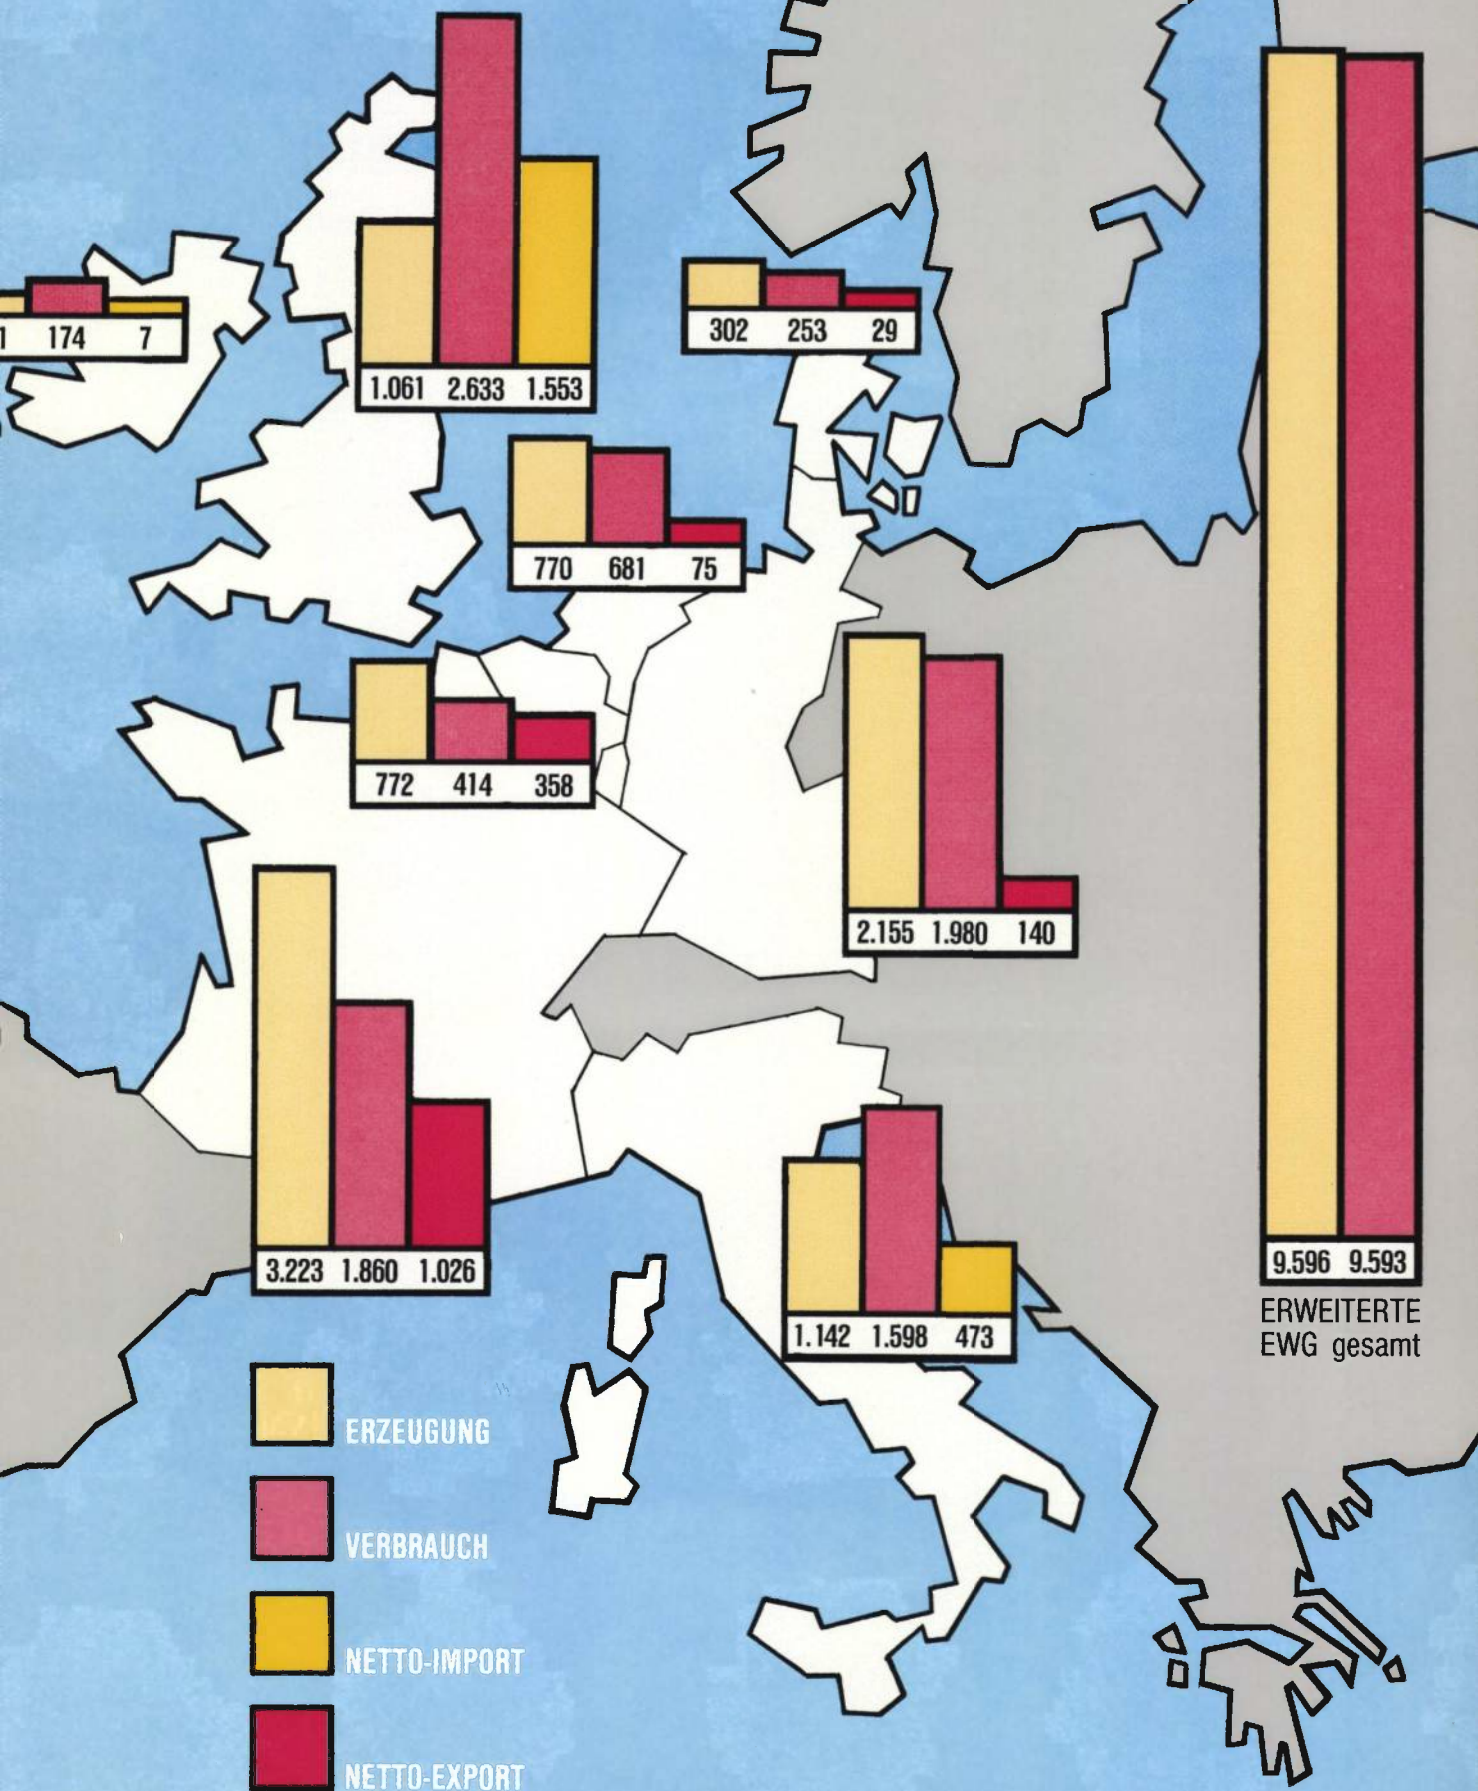 174 7
1.061 2.633 1.553
302 253 29
770 681 75
772 414 358
2.155 1.980 140
3.223 1.860 1.026
1.142 1.598 473
9.596 9.593
ERWEITERTE
EWG gesamt
ERZEUGUNG
VERBRAUCH
NETTO-IMPORT
NETTO-EXPORT